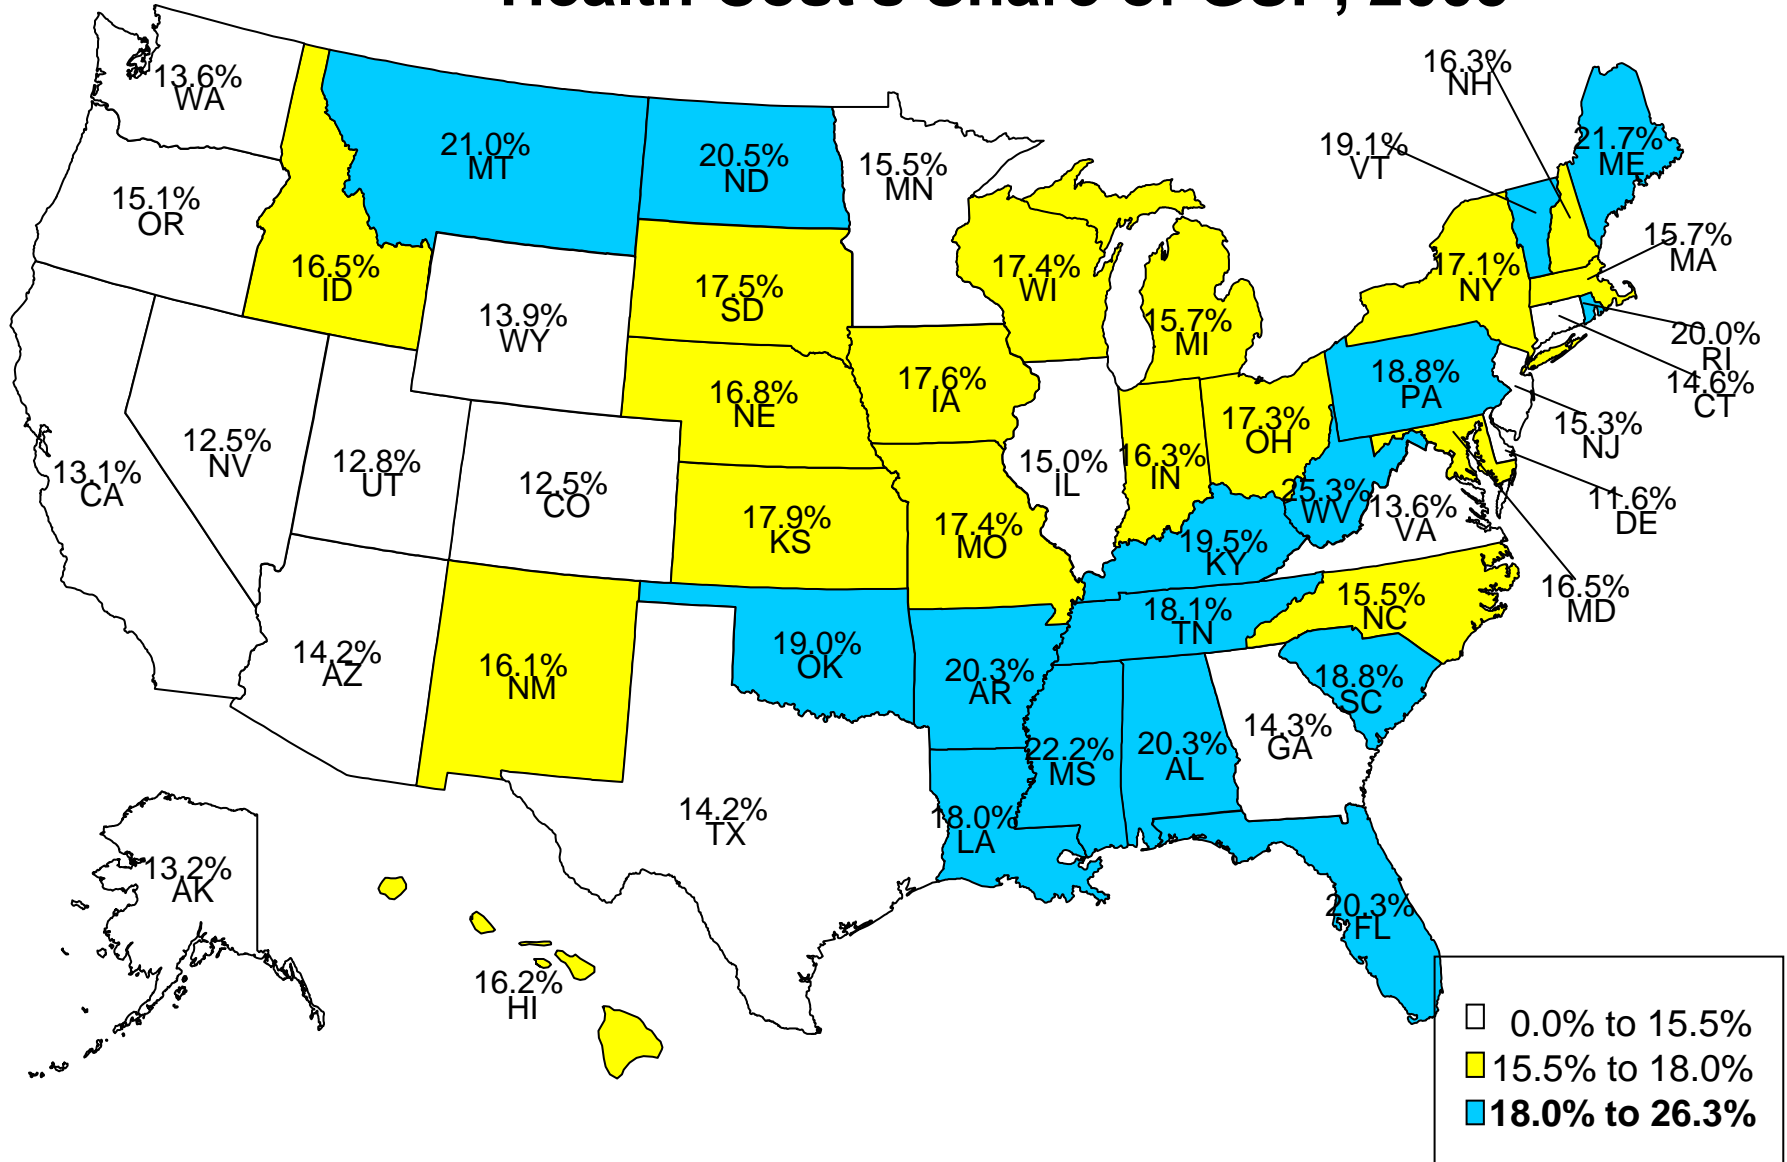 Health Cost's Share of GSP, 2003
13.6%
WA
15.1%
OR
13.1%
CA
12.5%
NV
16.5%
ID
21.0%
MT
13.9%
WY
12.8%
UT
12.5%
CO
14.2%
AZ
16.1%
NM
20.5%
ND
17.5%
SD
16.8%
NE
17.9%
KS
19.0%
OK
14.2%
TX
15.5%
MN
17.6%
IA
17.4%
MO
20.3%
AR
18.0%
LA
17.4%
WI
15.0%
IL
15.7%
MI
16.3%
IN
17.3%
OH
19.5%
KY
18.1%
TN
22.2%
MS
20.3%
AL
14.3%
GA
20.3%
FL
18.8%
SC
15.5%
NC
13.6%
VA
25.3%
WV
18.8%
PA
17.1%
NY
19.1%
VT
16.3%
NH
21.7%
ME
15.7%
MA
20.0%
RI
14.6%
CT
15.3%
NJ
11.6%
DE
16.5%
MD
13.2%
AK
16.2%
HI
0.0% to 15.5%
15.5% to 18.0%
18.0% to 26.3%